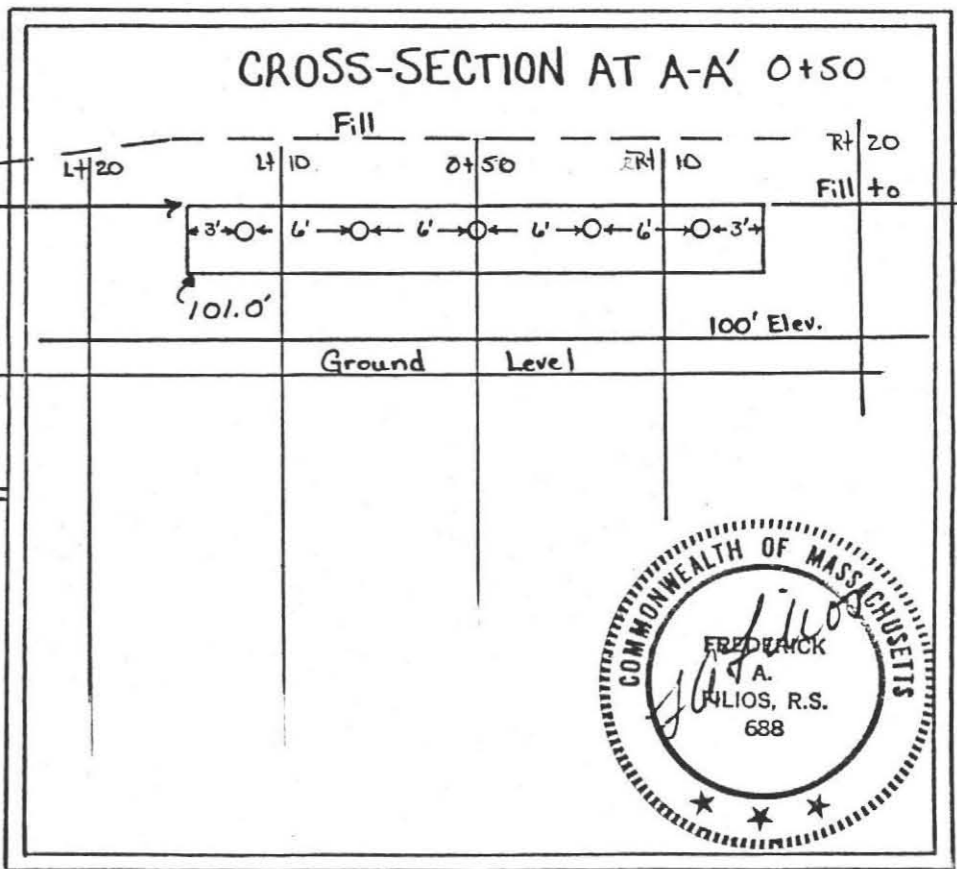 CROSS-SECTION AT A-A' 0+50
Fill
Lt 20 Lt 10 0+50 Rt 10 Rt 20
Fill to
3' 6' 6' 6' 6' 3'
101.0'
100' Elev.
Ground Level
COMMONWEALTH OF MASSACHUSETTS
FREDERICK
A.
FILIOS, R.S.
688